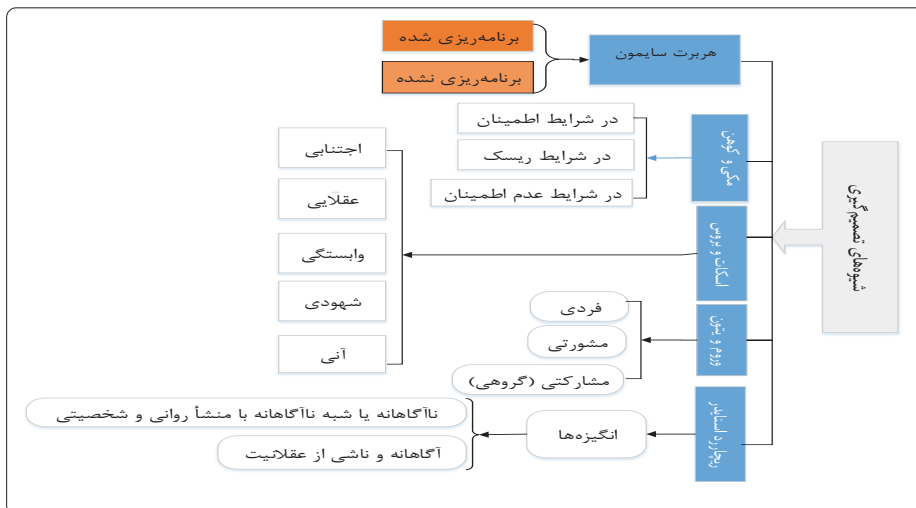 شیوه‌های تصمیم‌گیری
هربرت سایمون
برنامه‌ریزی شده
برنامه‌ریزی نشده
مکی و کوهن
در شرایط اطمینان
در شرایط ریسک
در شرایط عدم اطمینان
اسکات و بروس
اجتنابی
عقلایی
وابستگی
شهودی
آنی
وروم و یتون
فردی
مشورتی
مشارکتی (گروهی)
ریچارد اسنایدر
انگیزه‌ها
ناآگاهانه یا شبه ناآگاهانه با منشأ روانی و شخصیتی
آگاهانه و ناشی از عقلانیت